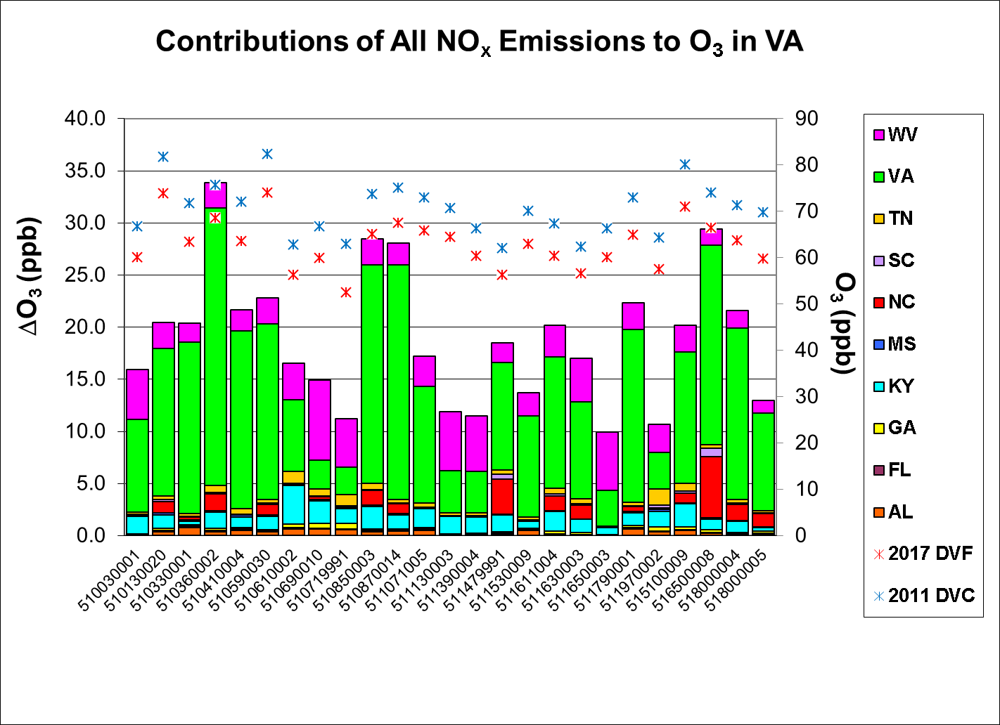 Contributions of All NOx Emissions to O3 in VA
ΔO3 (ppb)
40.0
35.0
30.0
25.0
20.0
15.0
10.0
5.0
0.0
90
80
70
60
50
40
30
20
10
0
O3 (ppb)
510030001
510130020
510330001
510360002
510410004
510590030
510610002
510690010
510719991
510850003
510870014
51071005
511130003
511390004
511479991
511530009
511611004
511630003
511650003
511790001
511970002
515100009
516500008
518000004
518000005
WV
VA
TN
SC
NC
MS
KY
GA
FL
AL
2017 DVF
2011 DVC